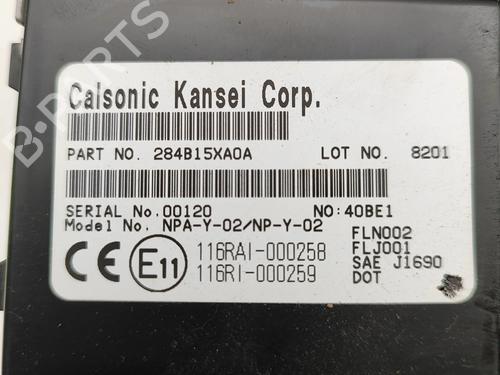 Calsonic Kansei Corp.
PART NO. 284B15XA0A LOT NO. 8201
SERIAL No.00120 NO:40BE1
Model No. NPA-Y-02/NP-Y-02
FLN002
CE E11 116RAI-000258 FLJ001
116RI-000259 SAE J1690
DOT
B-PARTS